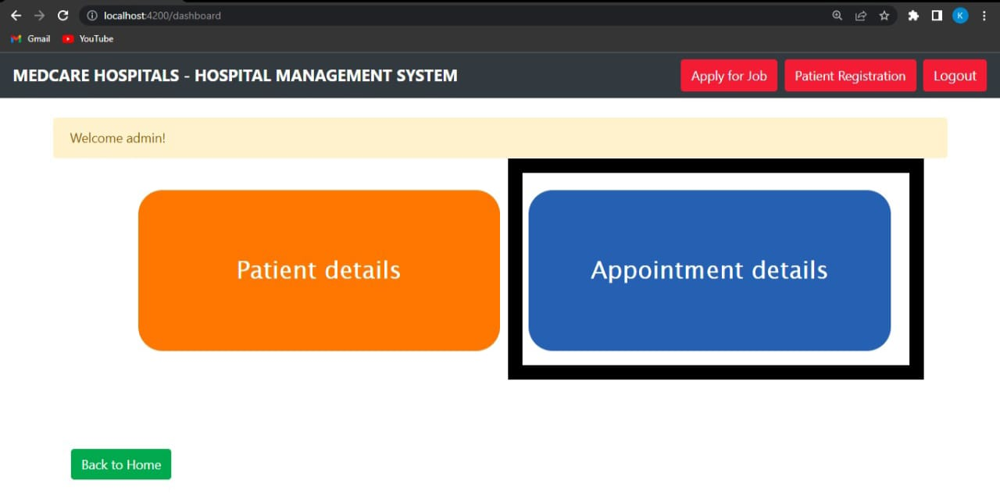 localhost:4200/dashboard
K
Gmail YouTube
MEDCARE HOSPITALS - HOSPITAL MANAGEMENT SYSTEM Apply for Job Patient Registration Logout
Welcome admin!
Patient details Appointment details
Back to Home